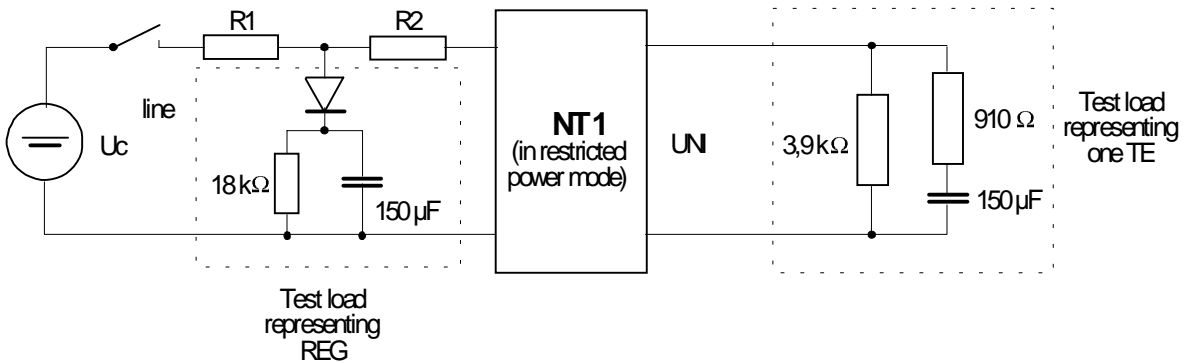 R1
R2
line
Uc
18 kΩ
150 µF
Test load
representing
REG
NT1
(in restricted
power mode)
UNI
3,9 kΩ
910 Ω
150 µF
Test load
representing
one TE